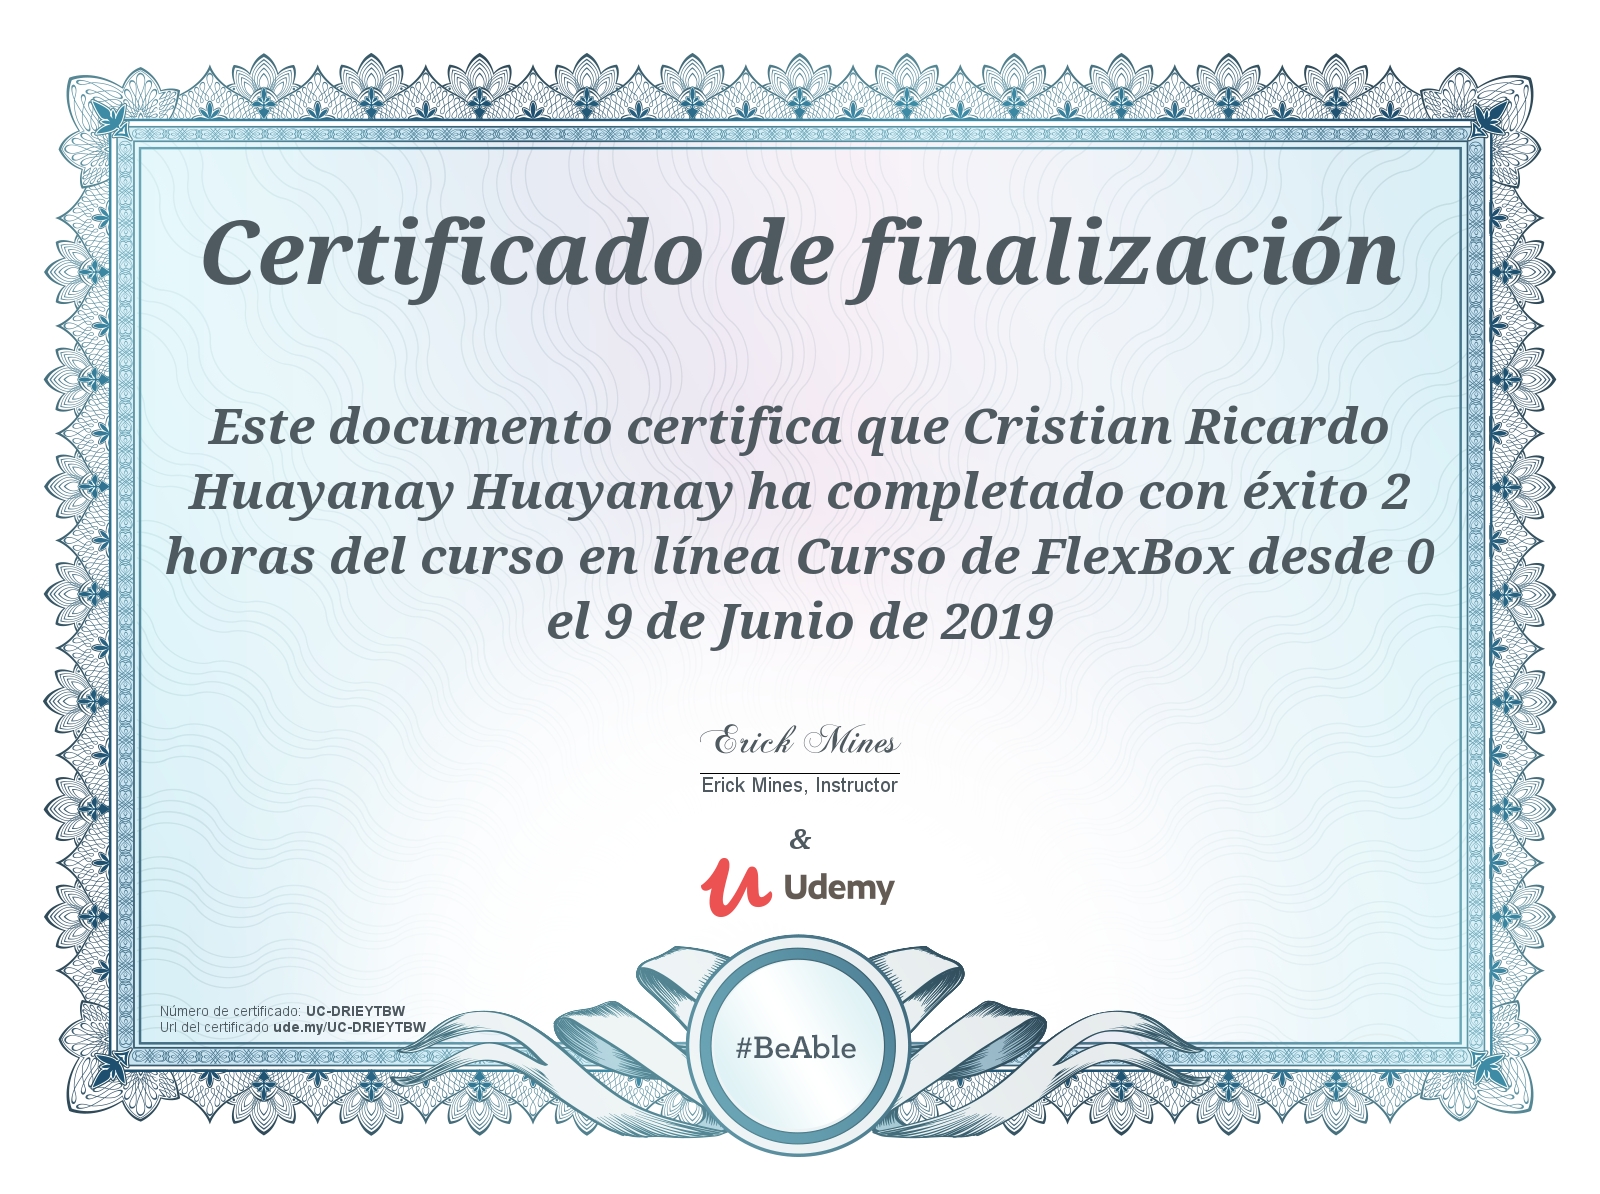 Certificado de finalización
Este documento certifica que Cristian Ricardo
Huayanay Huayanay ha completado con éxito 2
horas del curso en línea Curso de FlexBox desde 0
el 9 de Junio de 2019
Erick Mines
Erick Mines, Instructor
&
Udemy
Número de certificado: UC-DRIEYTBW
Url del certificado ude.my/UC-DRIEYTBW
#BeAble